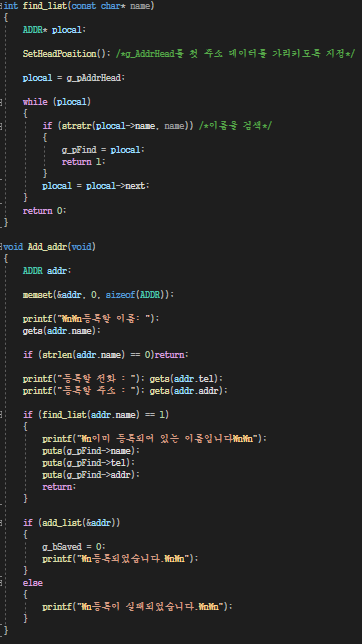 int find_list(const char* name)
{
ADDR* plocal;
SetHeadPosition(); /*g_AddrHead를 첫 주소 데이터를 가리키도록 지정*/
plocal = g_pAddrHead;
while (plocal)
{
if (strstr(plocal->name, name)) /*이름을 검색*/
{
g_pFind = plocal;
return 1;
}
plocal = plocal->next;
}
return 0;
}
void Add_addr(void)
{
ADDR addr;
memset(&addr, 0, sizeof(ADDR));
printf("₩n₩n등록할 이름: ");
gets(addr.name);
if (strlen(addr.name) == 0)return;
printf("등록할 전화 : "); gets(addr.tel);
printf("등록할 주소 : "); gets(addr.addr);
if (find_list(addr.name) == 1)
{
printf("₩n이미 등록되어 있는 이름입니다₩n₩n");
puts(g_pFind->name);
puts(g_pFind->tel);
puts(g_pFind->addr);
return;
}
if (add_list(&addr))
{
g_bSaved = 0;
printf("₩n등록되었습니다.₩n₩n");
}
else
{
printf("₩n등록이 실패되었습니다.₩n₩n");
}
}